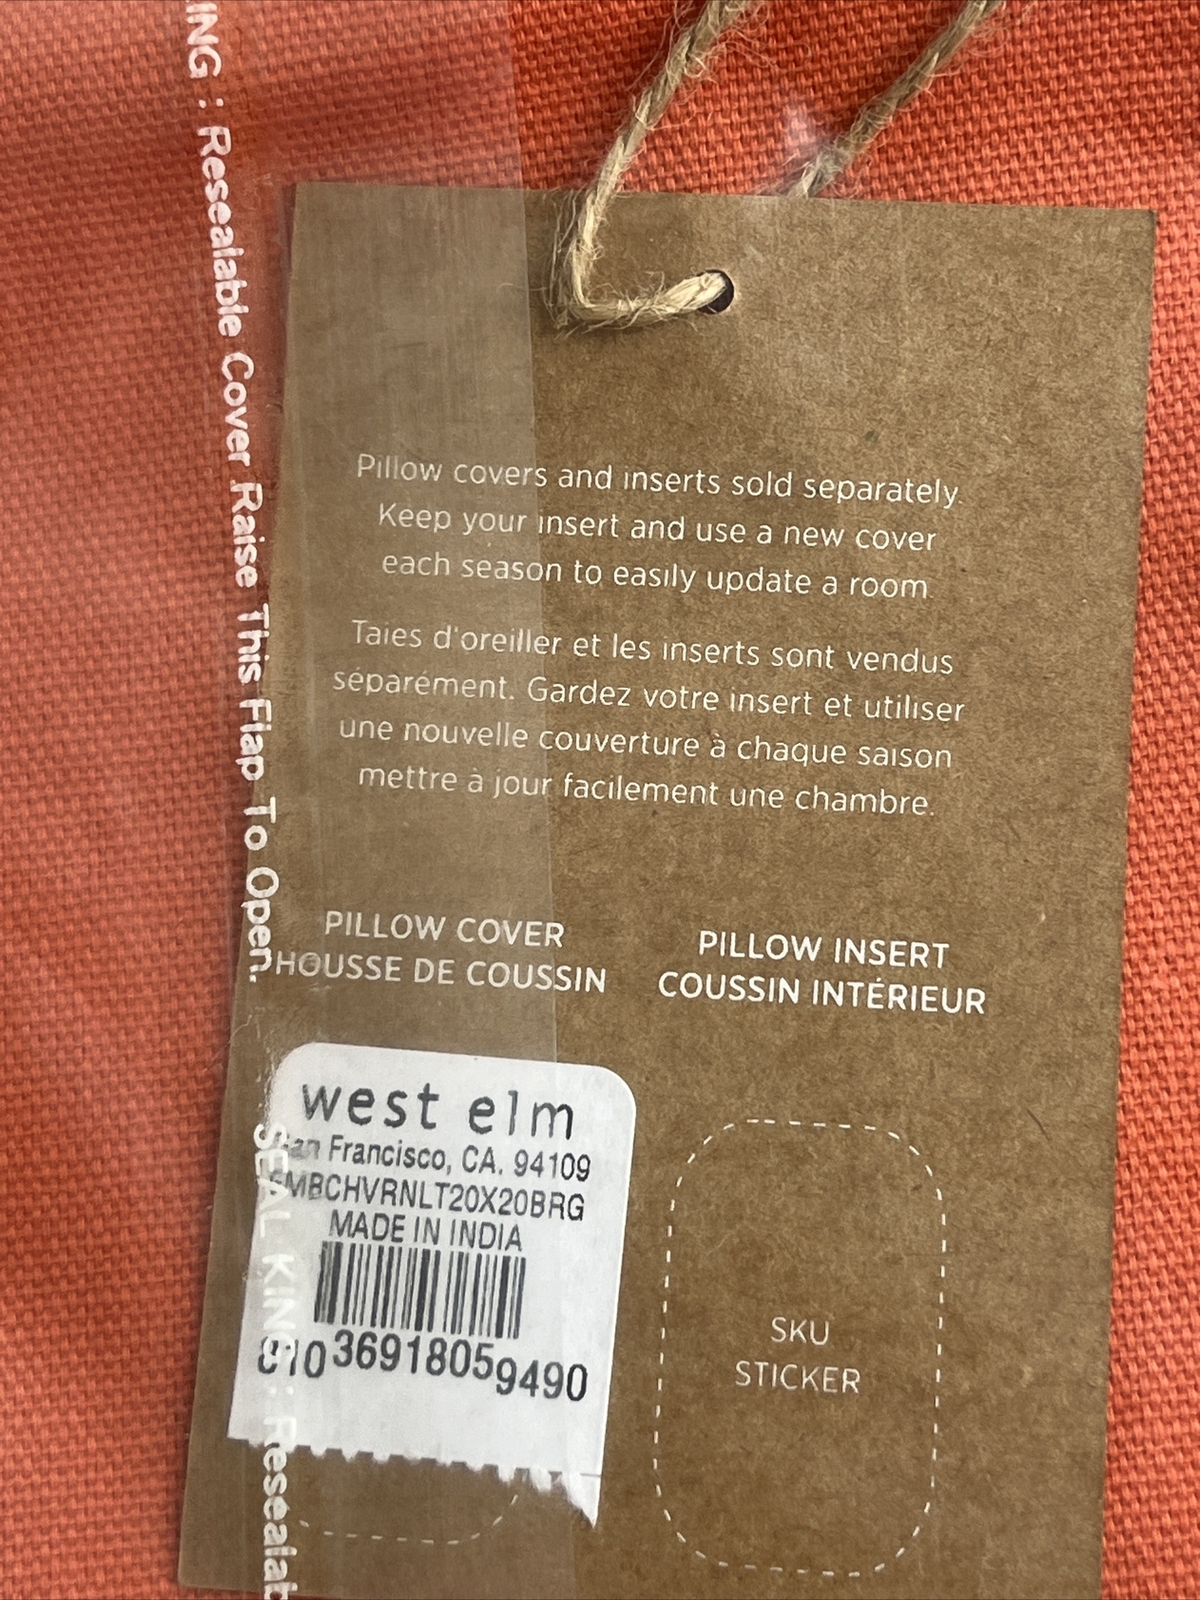 ING : Resealable Cover Raise This Flap To Open.
Pillow covers and inserts sold separately.
Keep your insert and use a new cover
each season to easily update a room.
Taies d'oreiller et les inserts sont vendus
séparément. Gardez votre insert et utiliser
une nouvelle couverture à chaque saison
mettre à jour facilement une chambre.
PILLOW COVER
HOUSSE DE COUSSIN
PILLOW INSERT
COUSSIN INTÉRIEUR
west elm
San Francisco, CA. 94109
EMBCHVRNLT20X20BRG
MADE IN INDIA
810 36918059490
SEAL KING : Resealab
SKU
STICKER